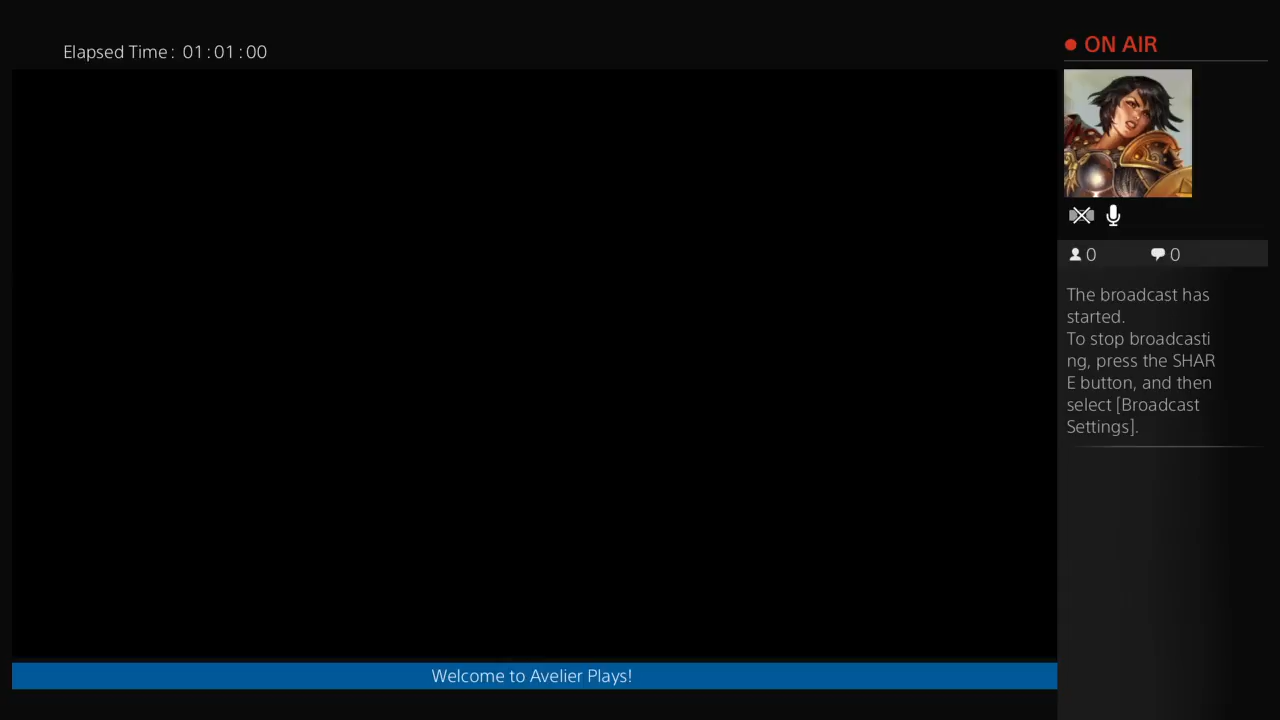 Elapsed Time: 01:01:00
ON AIR
0 0
The broadcast has
started.
To stop broadcasti
ng, press the SHAR
E button, and then
select [Broadcast
Settings].
Welcome to Avelier Plays!